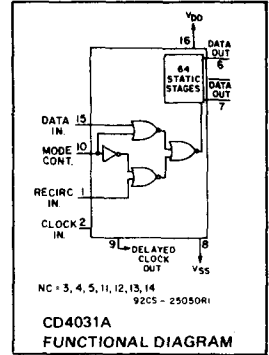 VDD
16
DATA
OUT
6
64
STATIC
STAGES
DATA
OUT
7
DATA 15
IN.
MODE 10
CONT.
RECIRC 1
IN.
CLOCK 2
IN.
9
DELAYED
CLOCK
OUT
8
VSS
NC = 3, 4, 5, 11, 12, 13, 14
92CS - 25050R1
CD4031A
FUNCTIONAL DIAGRAM